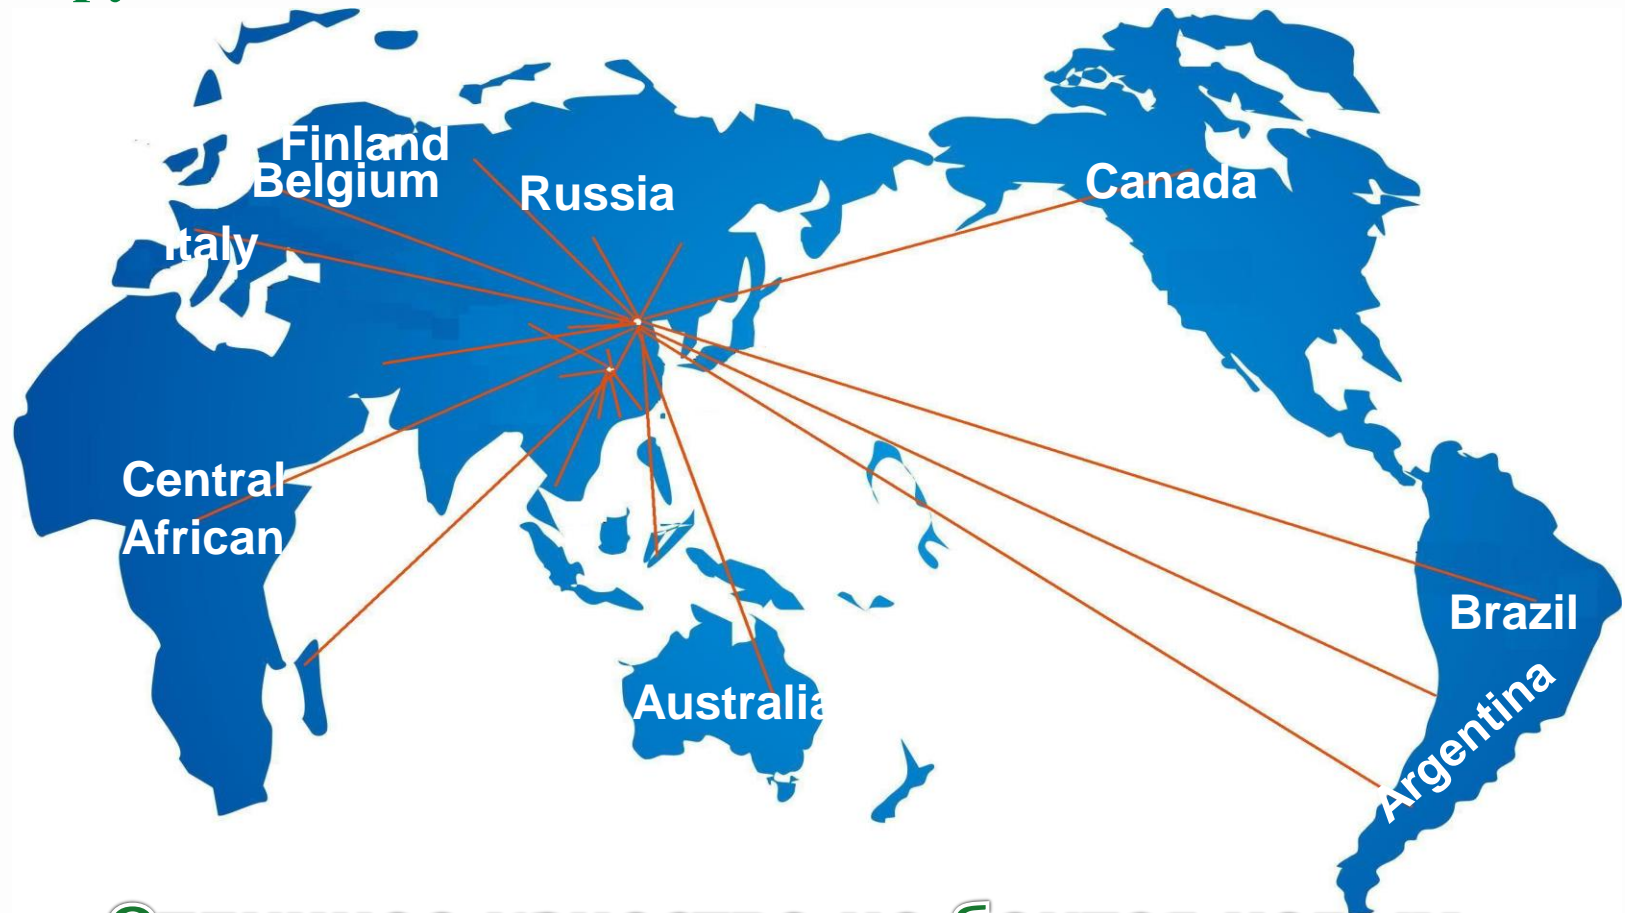 Finland
Belgium
Russia
Canada
Italy
Central
African
Brazil
Australia
Argentina